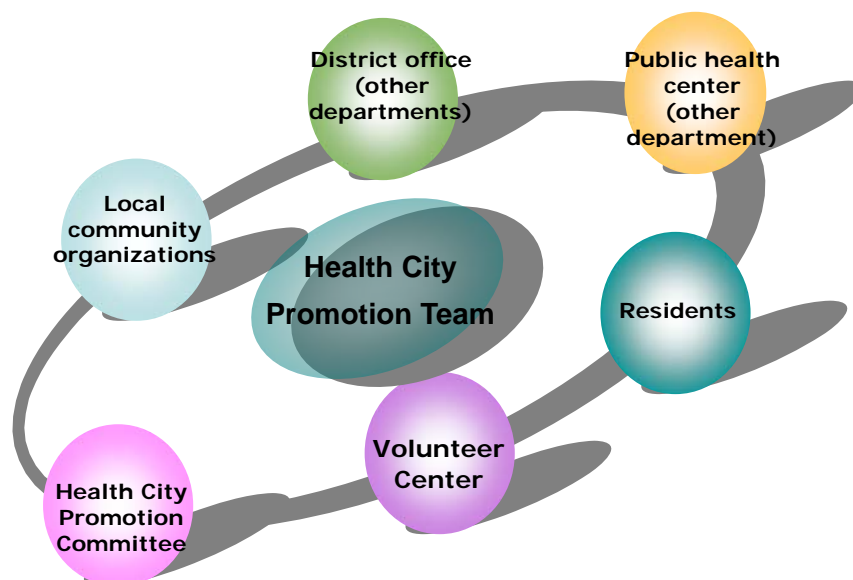 District office
(other
departments)
Public health
center
(other
department)
Local
community
organizations
Health City
Promotion Team
Residents
Volunteer
Center
Health City
Promotion
Committee